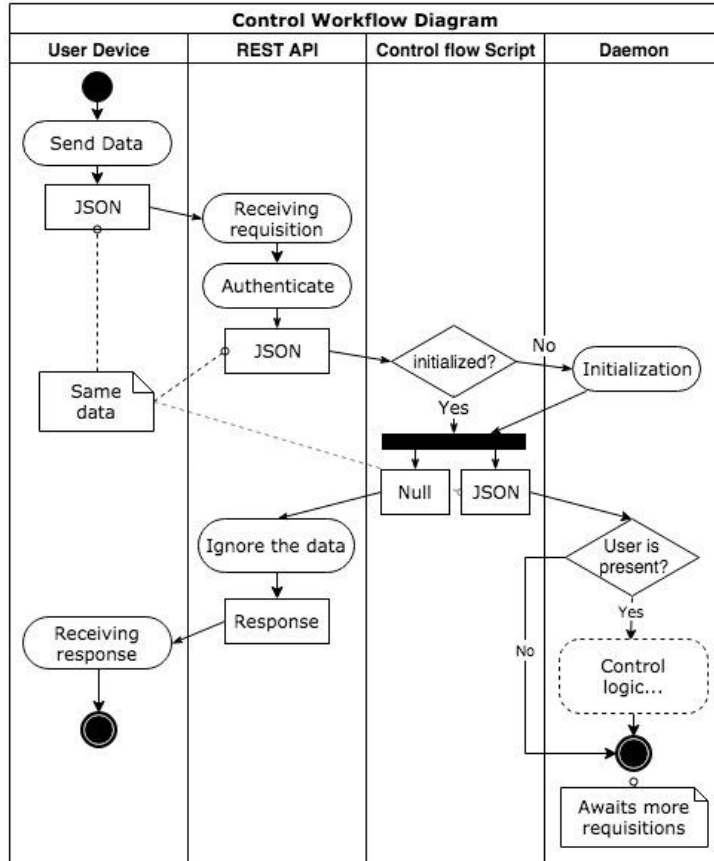 Control Workflow Diagram
User Device
REST API
Control flow Script
Daemon
Send Data
JSON
Receiving
requisition
Authenticate
JSON
initialized?
No
Initialization
Same
data
Yes
Null
JSON
Ignore the data
User is
present?
Response
Yes
Receiving
response
No
Control
logic...
Awaits more
requisitions